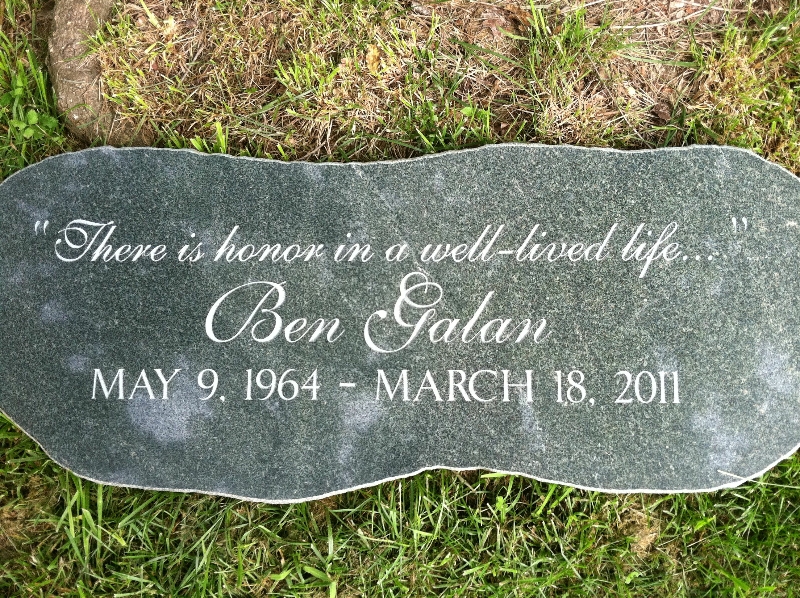 "There is honor in a well-lived life... "
Ben Galan
MAY 9, 1964 - MARCH 18, 2011